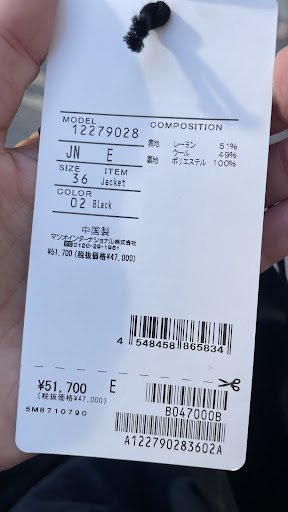 MODEL
12279028
COMPOSITION
JN E
表地 レーヨン 51%
ウール 49%
裏地 ポリエステル 100%
SIZE ITEM
36 Jacket
COLOR
02 Black
中国製
マツオインターナショナル株式会社
0120-29-1951
¥51,700 (税抜価格¥47,000)
4 548458 865834
¥51,700 E
(税抜価格¥47,000)
B047000B
5M8710790
A122790283602A